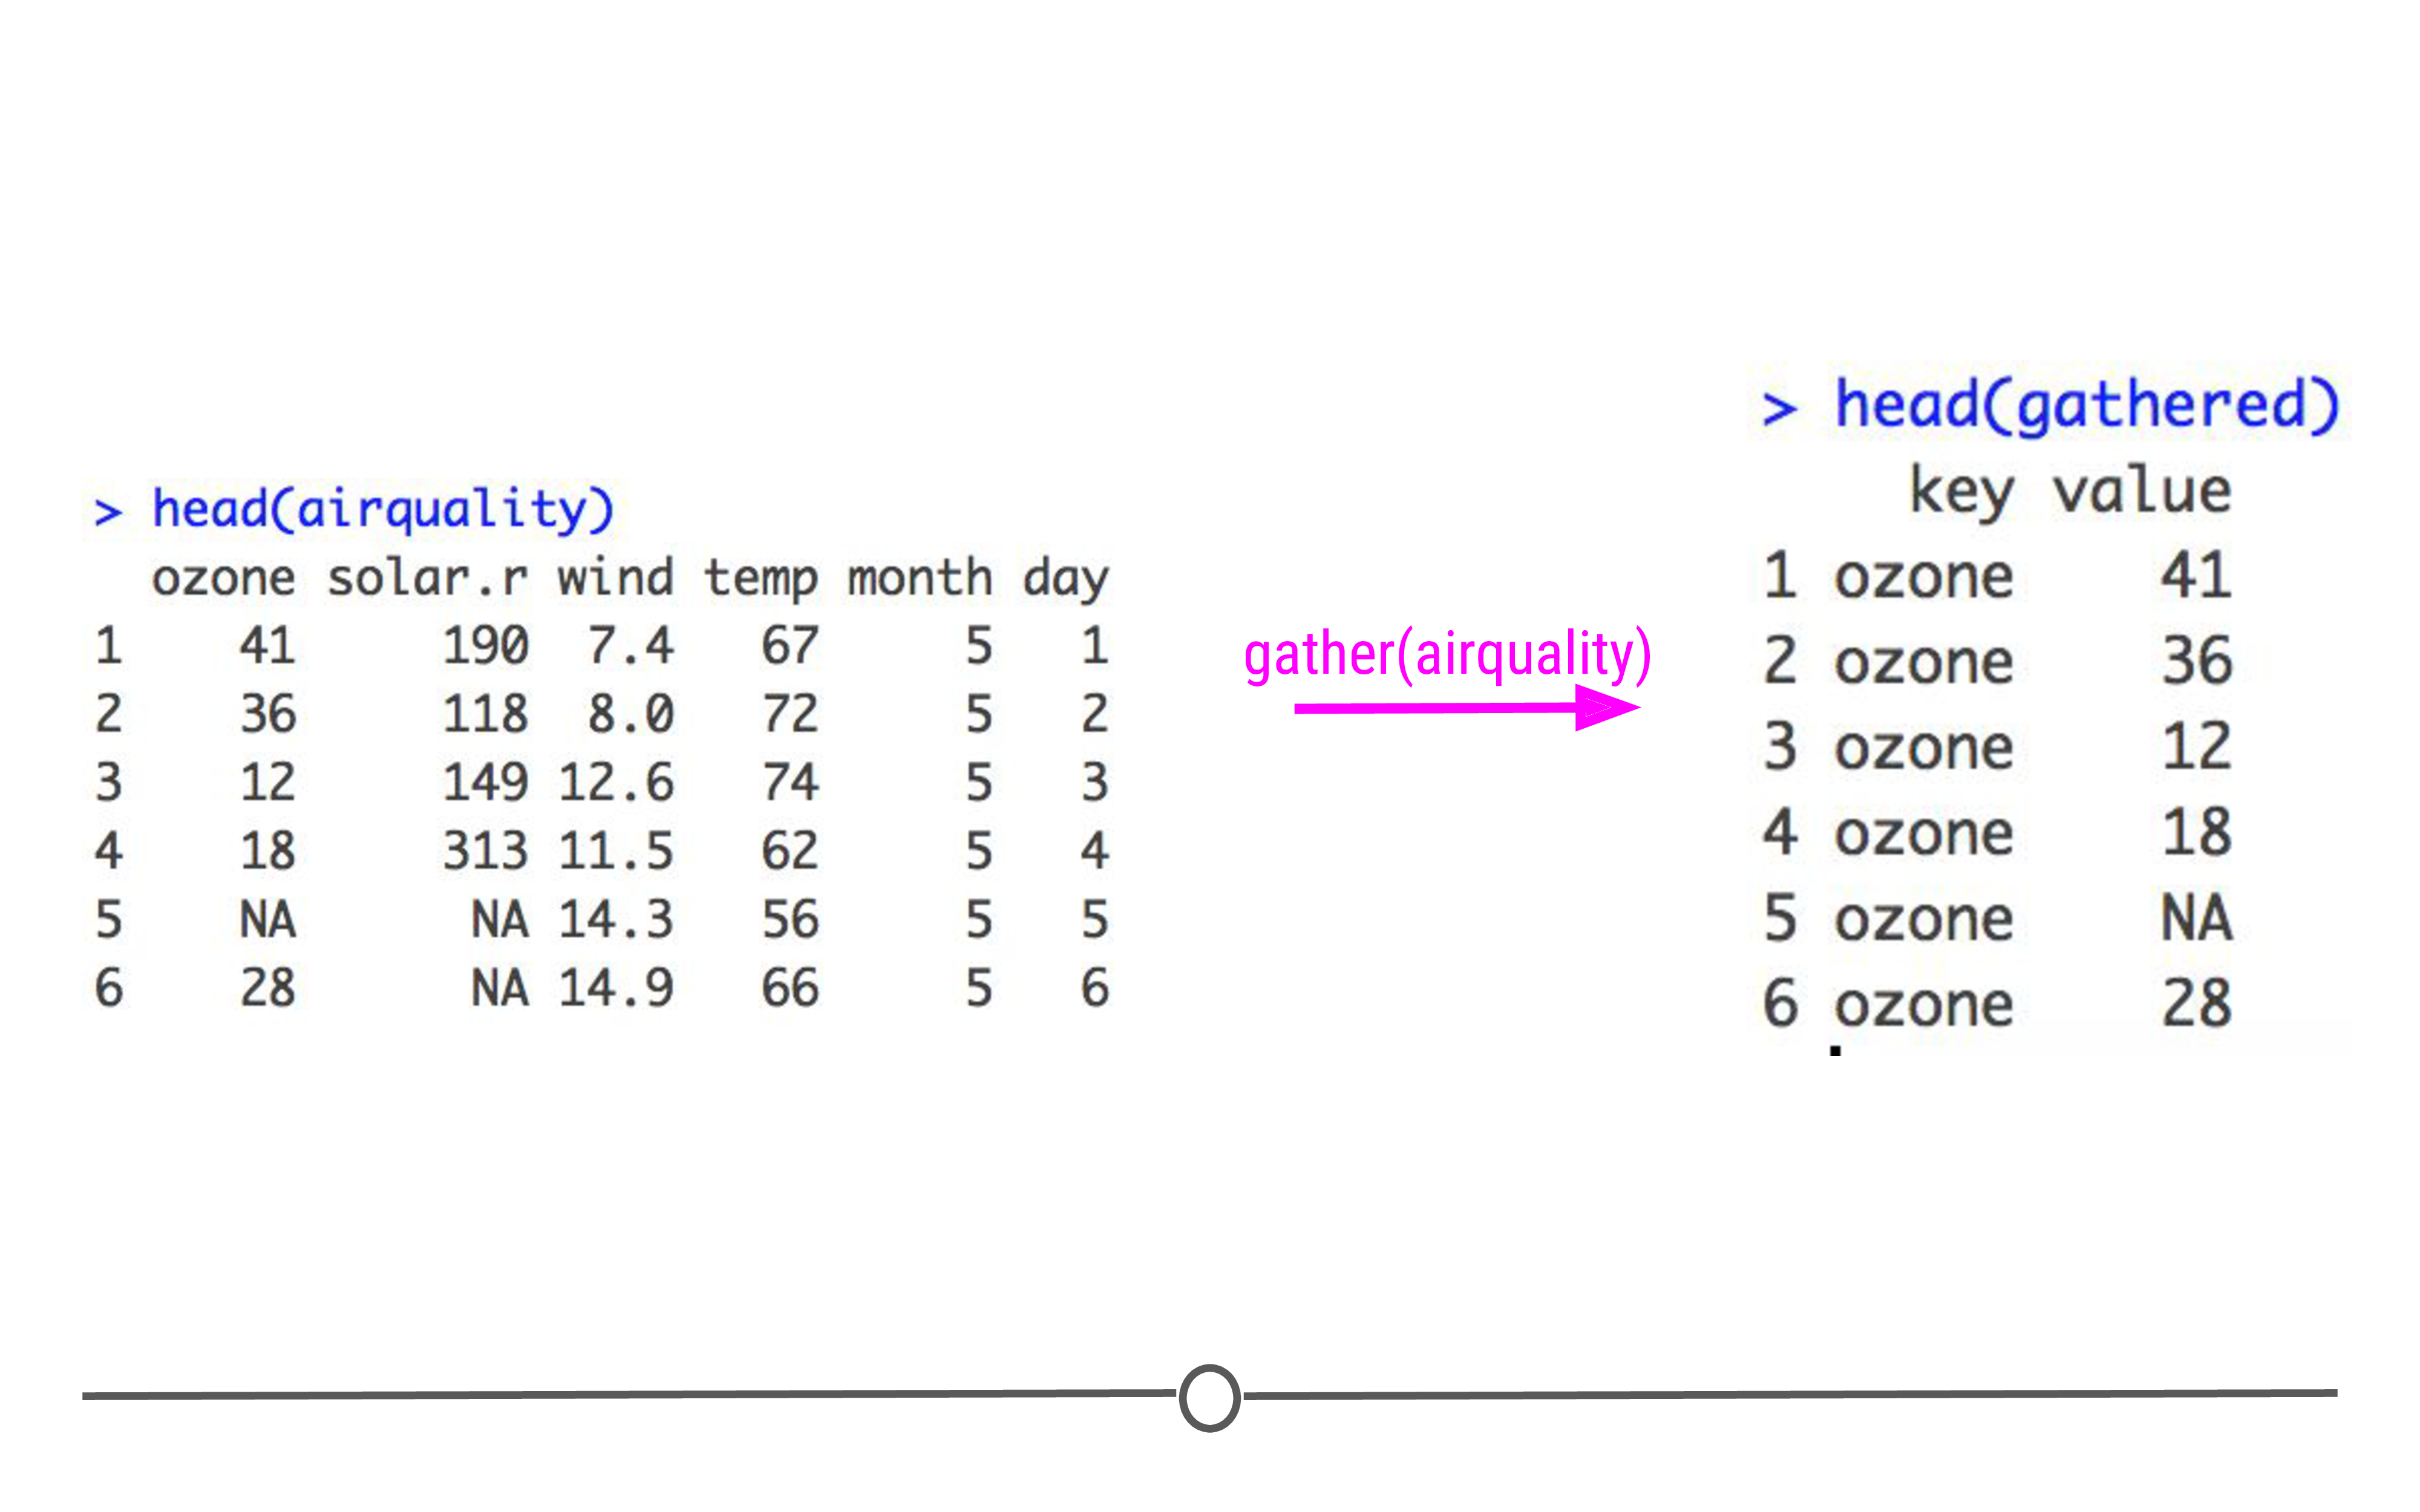 > head(airquality)
ozone solar.r wind temp month day
1 41 190 7.4 67 5 1
2 36 118 8.0 72 5 2
3 12 149 12.6 74 5 3
4 18 313 11.5 62 5 4
5 NA NA 14.3 56 5 5
6 28 NA 14.9 66 5 6
gather(airquality)
> head(gathered)
key value
1 ozone 41
2 ozone 36
3 ozone 12
4 ozone 18
5 ozone NA
6 ozone 28